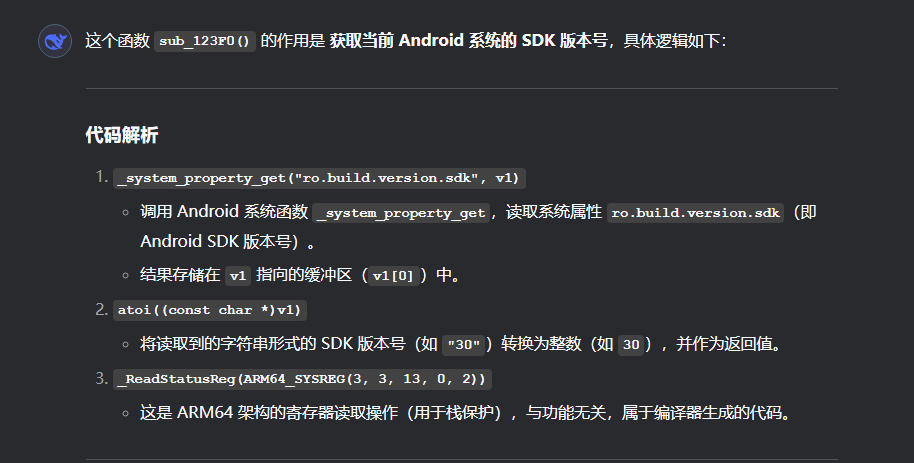 这个函数 sub_123F0() 的作用是 获取当前 Android 系统的 SDK 版本号，具体逻辑如下：
代码解析
1. _system_property_get("ro.build.version.sdk", v1)
◦ 调用 Android 系统函数 _system_property_get，读取系统属性 ro.build.version.sdk（即
Android SDK 版本号）。
◦ 结果存储在 v1 指向的缓冲区（v1[0]）中。
2. atoi((const char *)v1)
◦ 将读取到的字符串形式的 SDK 版本号（如 "30"）转换为整数（如 30），并作为返回值。
3. _ReadStatusReg(ARM64_SYSREG(3, 3, 13, 0, 2))
◦ 这是 ARM64 架构的寄存器读取操作（用于栈保护），与功能无关，属于编译器生成的代码。